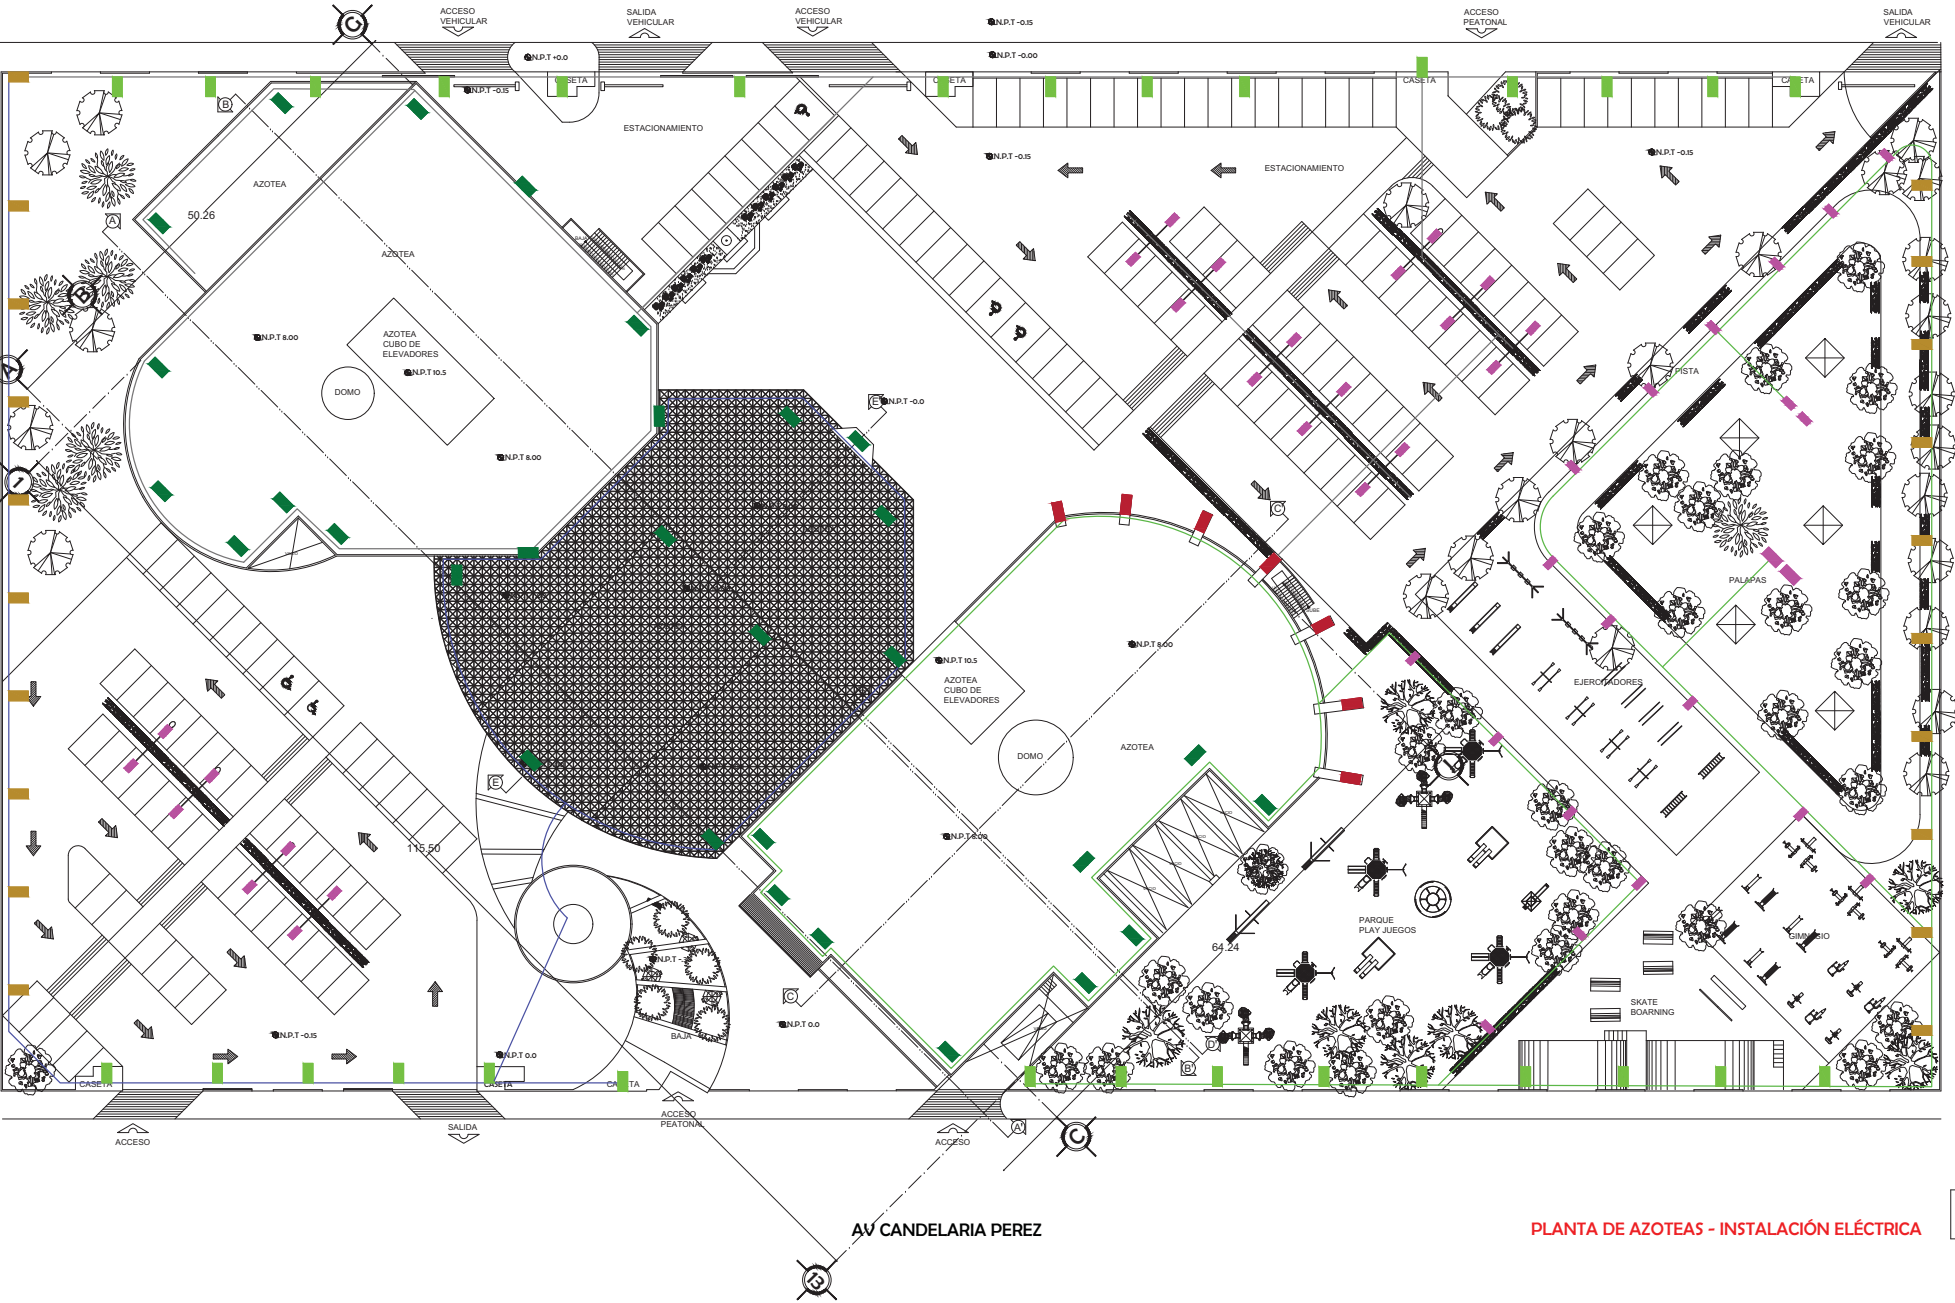 ACCESO
VEHICULAR
SALIDA
VEHICULAR
ACCESO
VEHICULAR
N.P.T -0.15
ACCESO
PEATONAL
SALIDA
VEHICULAR
G
N.P.T +0.0
N.P.T -0.00
CASETA
CASETA
CASETA
CASETA
N.P.T -0.15
B
ESTACIONAMIENTO
N.P.T -0.15
ESTACIONAMIENTO
N.P.T -0.15
AZOTEA
50.26
A
AZOTEA
BAJA
B
N.P.T 8.00
AZOTEA
CUBO DE
ELEVADORES
N.P.T 10.5
A
DOMO
PISTA
E'
N.P.T -0.0
N.P.T 8.00
1
C'
PALAPAS
N.P.T 8.00
N.P.T 10.5
AZOTEA
CUBO DE
ELEVADORES
EJERCITADORES
AZOTEA
DOMO
E
115.50
N.P.T 8.00
PARQUE
PLAY JUEGOS
64.24
GIMNASIO
N.P.T -
C
SKATE
BOARNING
N.P.T -0.15
N.P.T 0.0
BAJA
N.P.T 0.0
D'
B'
CASETA
CASETA
CASETA
ACCESO
PEATONAL
ACCESO
SALIDA
ACCESO
A'
C
AV CANDELARIA PEREZ
PLANTA DE AZOTEAS - INSTALACIÓN ELÉCTRICA
13